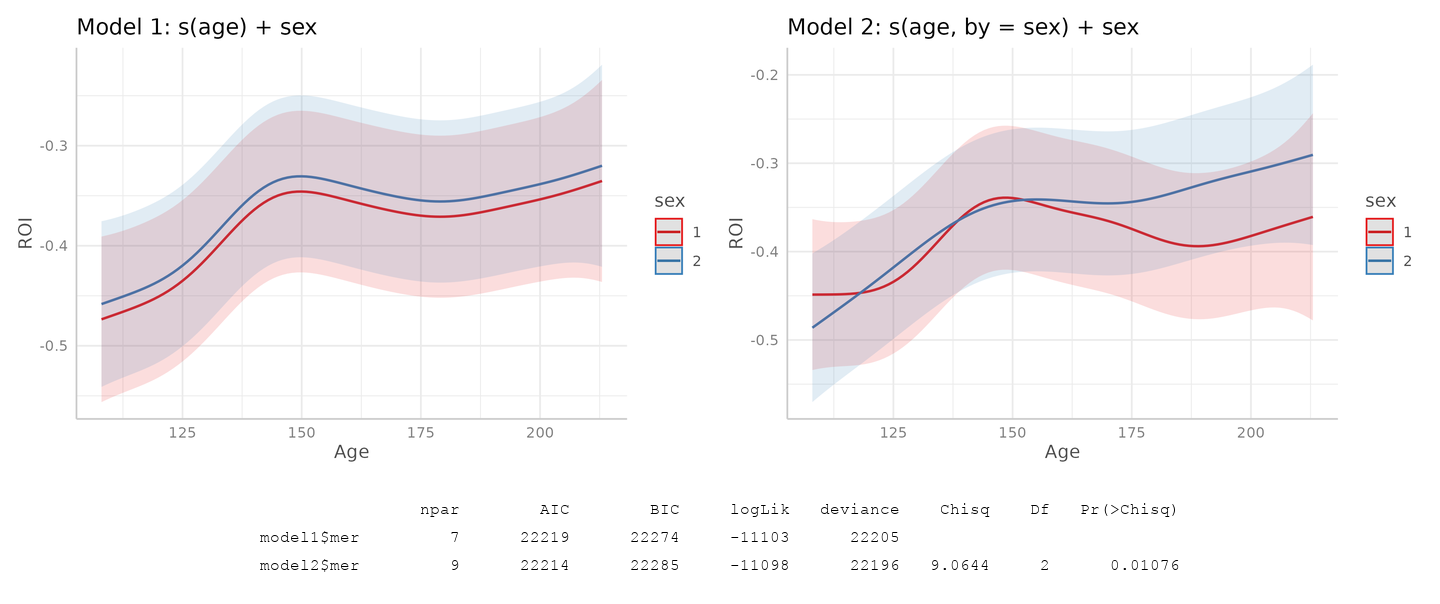 Model 1: s(age) + sex
-0.3
-0.4
-0.5
ROI
125 150 175 200
Age
sex
1
2
Model 2: s(age, by = sex) + sex
-0.2
-0.3
-0.4
-0.5
ROI
125 150 175 200
Age
sex
1
2
npar AIC BIC logLik deviance Chisq Df Pr(>Chisq)
model1$mer 7 22219 22274 -11103 22205
model2$mer 9 22214 22285 -11098 22196 9.0644 2 0.01076